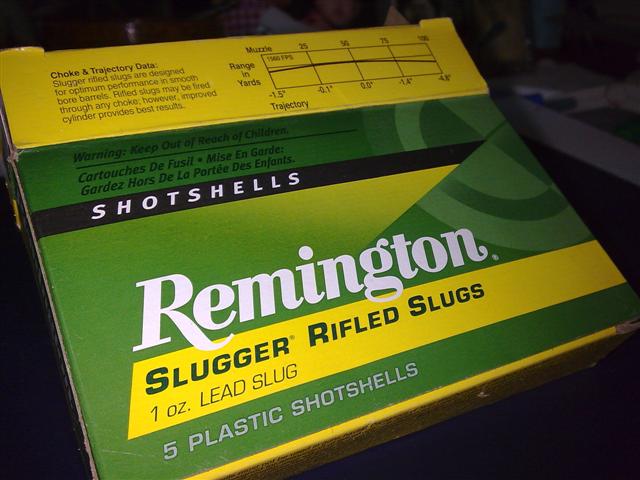 Choke & Trajectory Data:
Slugger rifled slugs are designed
for optimum performance in smooth
bore barrels. Rifled slugs may be fired
through any choke; however, improved
cylinder provides best results.
Muzzle 25 50 75 100
Range
in
Yards
1560 FPS
-1.5" -0.1" 0.0" -1.4" -4.8"
Trajectory
Warning: Keep Out of Reach of Children.
Cartouches De Fusil • Mise En Garde:
Gardez Hors De La Portée Des Enfants.
SHOTSHELLS
Remington®
SLUGGER® RIFLED SLUGS
1 oz. LEAD SLUG
5 PLASTIC SHOTSHELLS